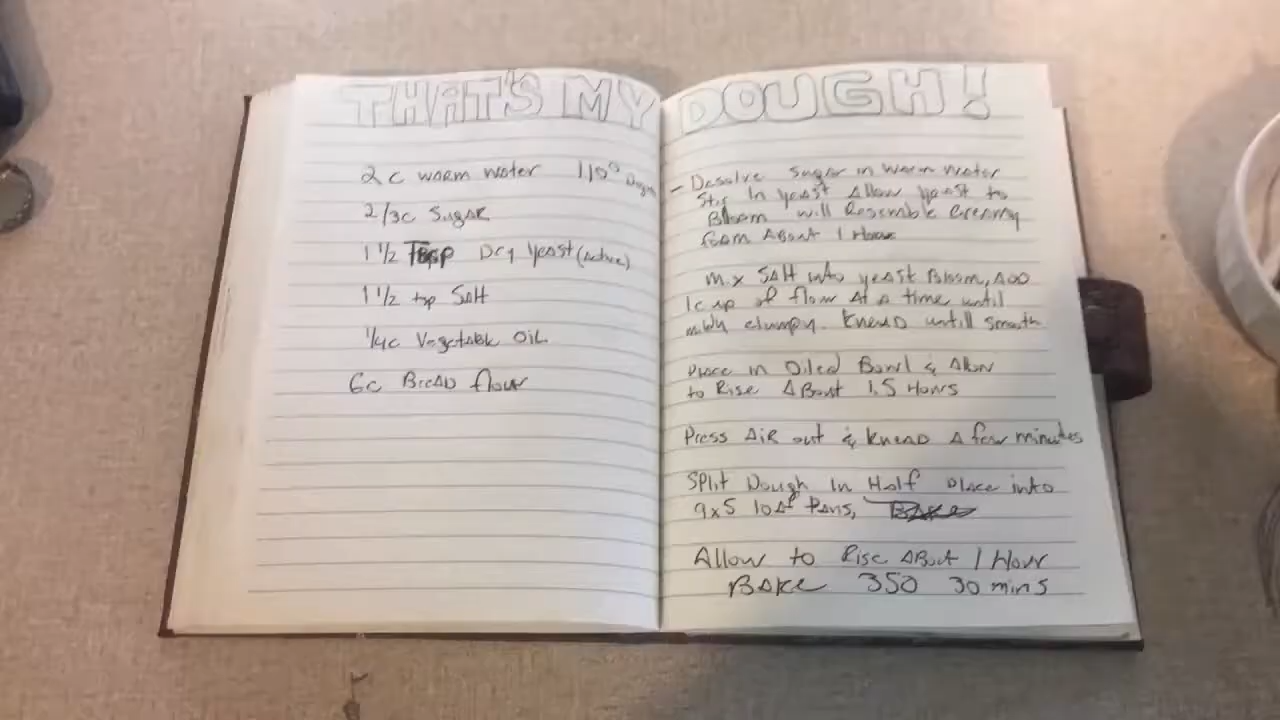 THAT'S MY DOUGH!
2 c warm water 110°
2/3c Sugar
1 1/2 TBSP Dry Yeast (Active)
1 1/2 tsp Salt
1/4c Vegetable OIL
6c Bread flour
- Desolve sugar in warm water
Stir In yeast Allow yeast to
Bloom will Resemble Creamy
foam About 1 Hour
mix Salt into yeast Bloom, ADD
1cup of flour At a time until
clumpy. Knead untill smooth
Place in Oiled Bowl & Allow
to Rise About 1.5 Hours
Press Air out & Knead A few minutes
Split Dough In Half Place into
9x5 loaf Pans, Bake
Allow to Rise About 1 Hour
Bake 350 30 mins